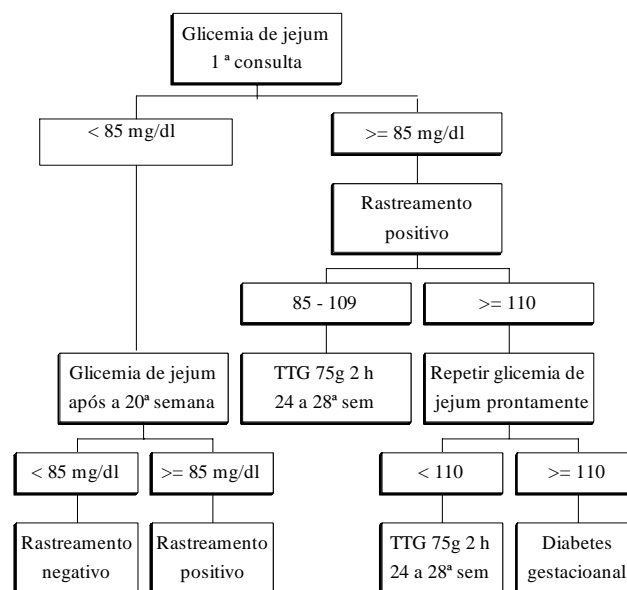 Glicemia de jejum
1 ª consulta
< 85 mg/dl
>= 85 mg/dl
Rastreamento
positivo
85 - 109
>= 110
Glicemia de jejum
após a 20ª semana
TTG 75g 2 h
24 a 28ª sem
Repetir glicemia de
jejum prontamente
< 85 mg/dl
>= 85 mg/dl
< 110
>= 110
Rastreamento
negativo
Rastreamento
positivo
TTG 75g 2 h
24 a 28ª sem
Diabetes
gestacioanal